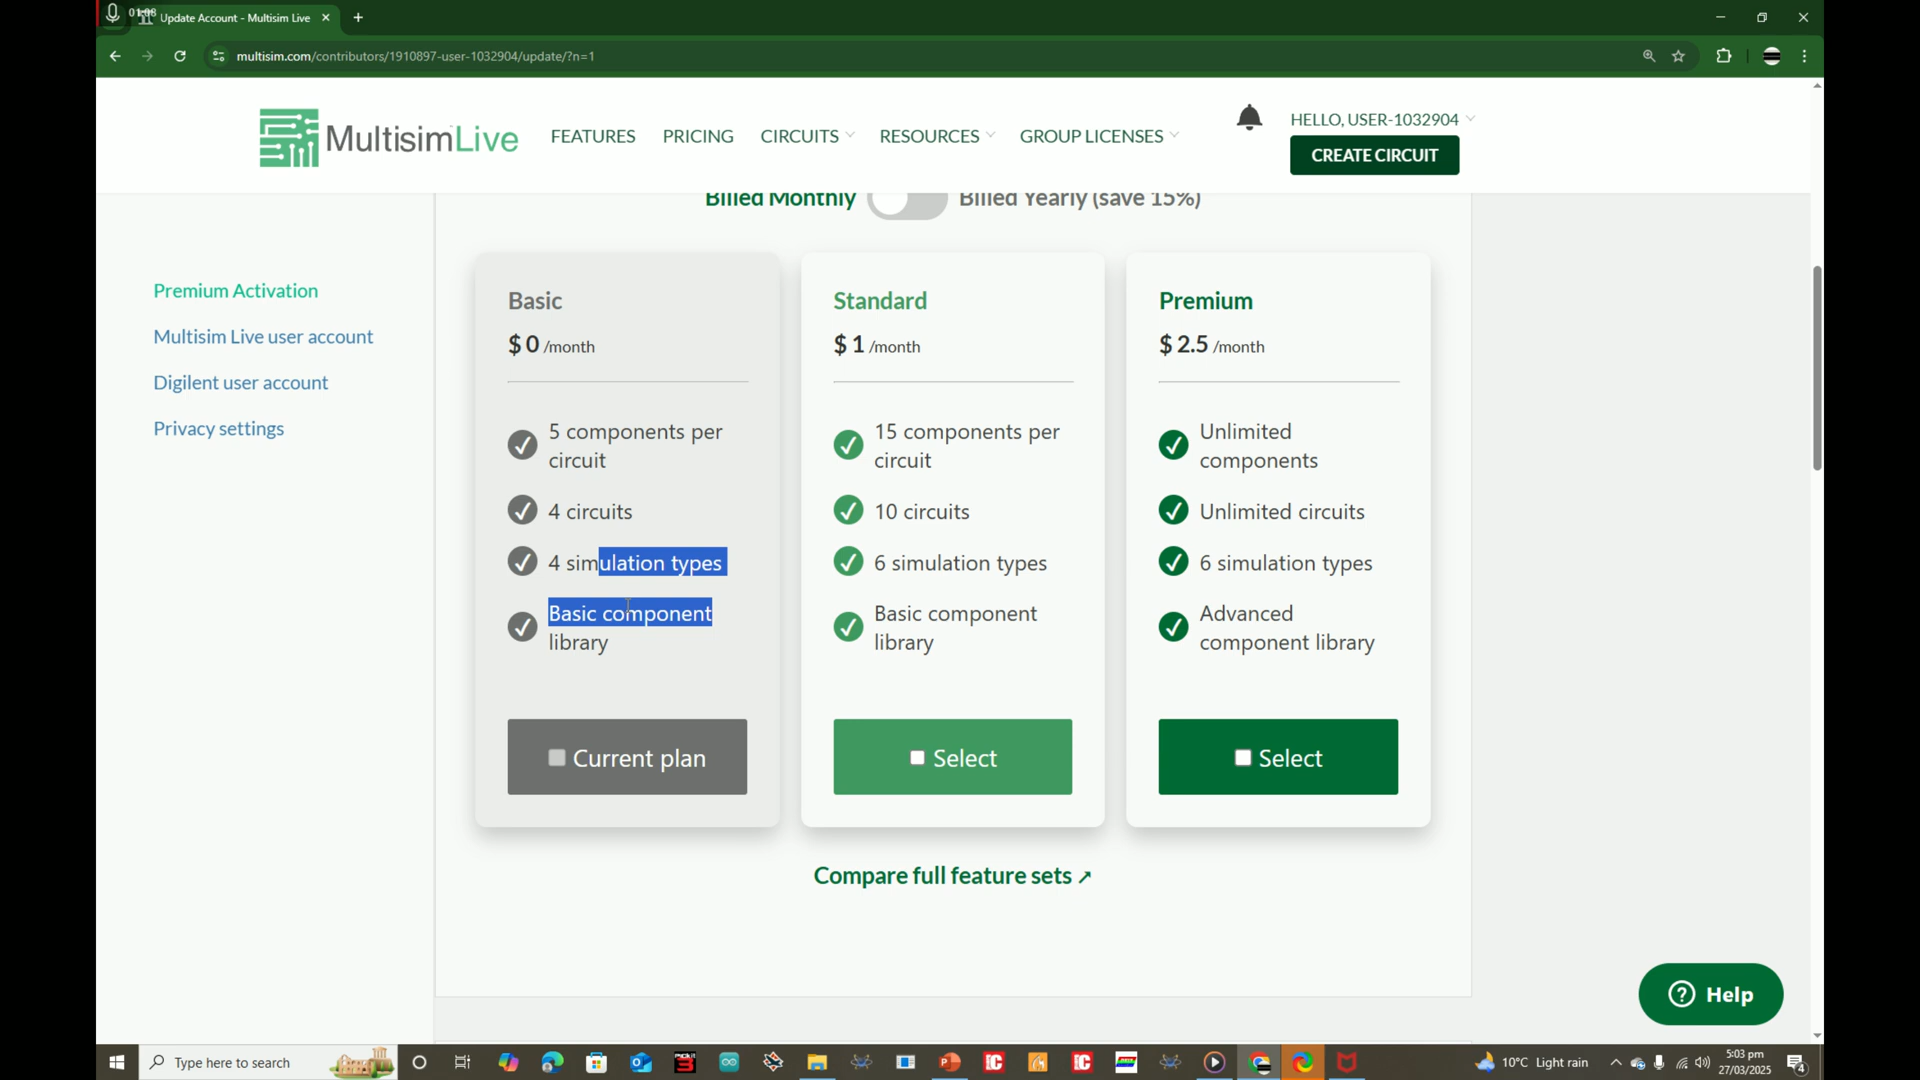 01:08
Update Account - Multisim Live
multisim.com/contributors/1910897-user-1032904/update/?n=1
Multisim Live
FEATURES
PRICING
CIRCUITS
RESOURCES
GROUP LICENSES
HELLO, USER-1032904
CREATE CIRCUIT
Billed Monthly
Billed Yearly (save 15%)
Premium Activation
Multisim Live user account
Digilent user account
Privacy settings
Basic
$ 0 /month
5 components per
circuit
4 circuits
4 simulation types
Basic component
library
Current plan
Standard
$ 1 /month
15 components per
circuit
10 circuits
6 simulation types
Basic component
library
Select
Premium
$ 2.5 /month
Unlimited
components
Unlimited circuits
6 simulation types
Advanced
component library
Select
Compare full feature sets ↗
? Help
Type here to search
10°C Light rain
5:03 pm
27/03/2025
4